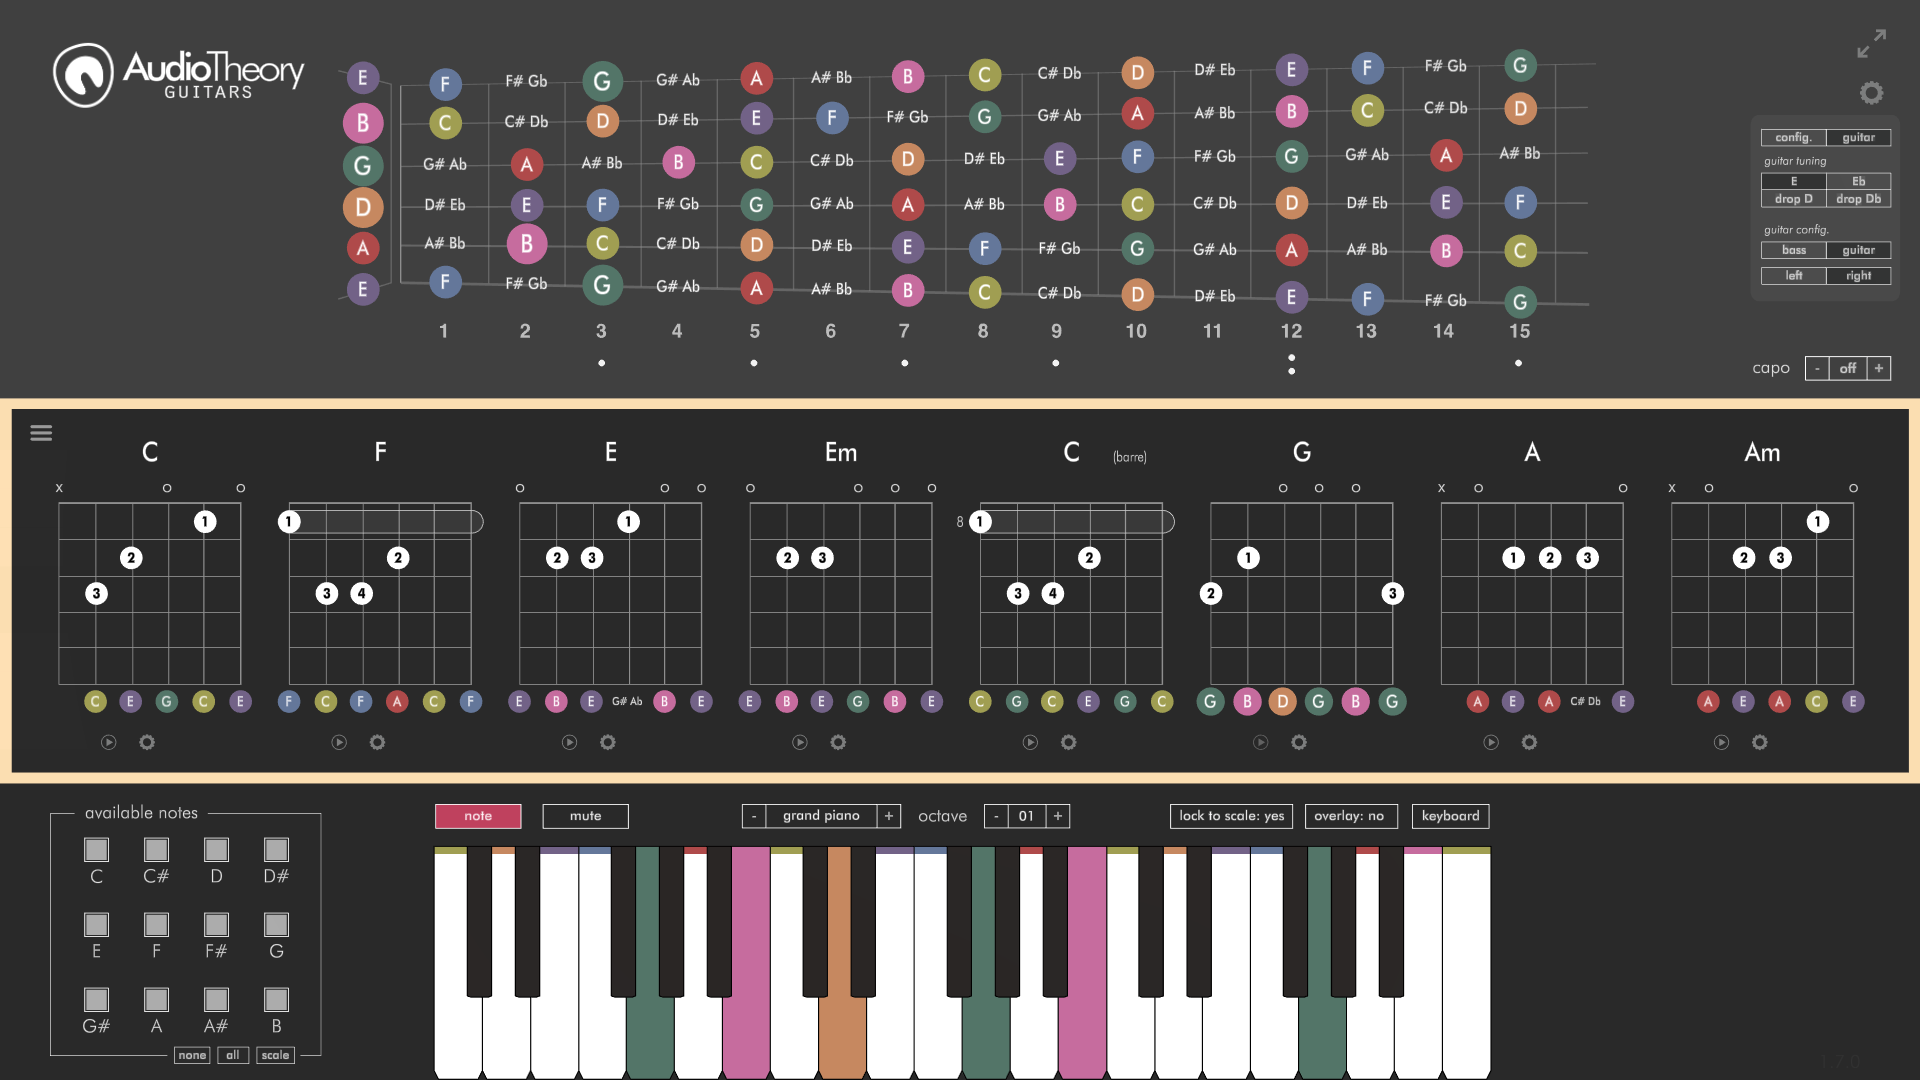 AudioTheory
GUITARS
E F F# Gb G G# Ab A A# Bb B C C# Db D D# Eb E F F# Gb G
B C C# Db D D# Eb E F F# Gb G G# Ab A A# Bb B C C# Db D
G G# Ab A A# Bb B C C# Db D D# Eb E F F# Gb G G# Ab A A# Bb
D D# Eb E F F# Gb G G# Ab A A# Bb B C C# Db D D# Eb E F
A A# Bb B C C# Db D D# Eb E F F# Gb G G# Ab A A# Bb B C
E F F# Gb G G# Ab A A# Bb B C C# Db D D# Eb E F F# Gb G
1 2 3 4 5 6 7 8 9 10 11 12 13 14 15
config. guitar
guitar tuning
E Eb
drop D drop Db
guitar config.
bass guitar
left right
capo - off +
C F E Em C (barre) G A Am
x o o o o o o o o o o o o x o o x o o
1 1 1 8 1 1
2 2 2 3 2 3 2 1 1 2 3 2 3
3 3 4 3 4 2 3
C E G C E F C F A C F E B E G# Ab B E E B E G B E C G C E G C G B D G B G A E A C# Db E A E A C E
available notes
C C# D D#
E F F# G
G# A A# B
none all scale
note mute - grand piano + octave - 01 + lock to scale: yes overlay: no keyboard
1.7.0